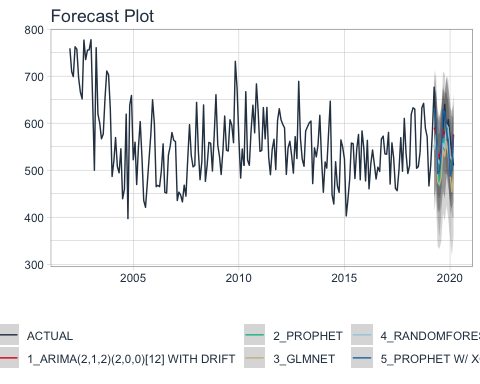 Forecast Plot
800
700
600
500
400
300
2005
2010
2015
2020
ACTUAL
2_PROPHET
4_RANDOMFORES
1_ARIMA(2,1,2)(2,0,0)[12] WITH DRIFT
3_GLMNET
5_PROPHET W/ X